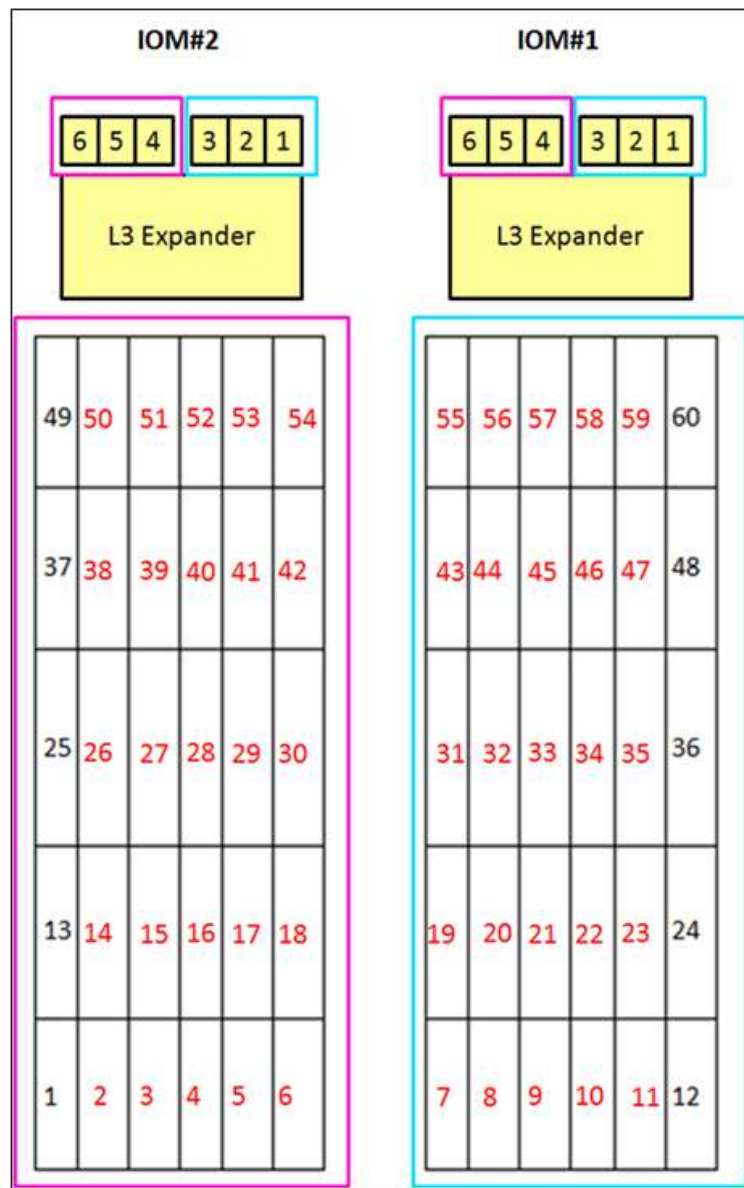 IOM#2 IOM#1
6 5 4 3 2 1 6 5 4 3 2 1
L3 Expander L3 Expander
49 50 51 52 53 54 55 56 57 58 59 60
37 38 39 40 41 42 43 44 45 46 47 48
25 26 27 28 29 30 31 32 33 34 35 36
13 14 15 16 17 18 19 20 21 22 23 24
1 2 3 4 5 6 7 8 9 10 11 12